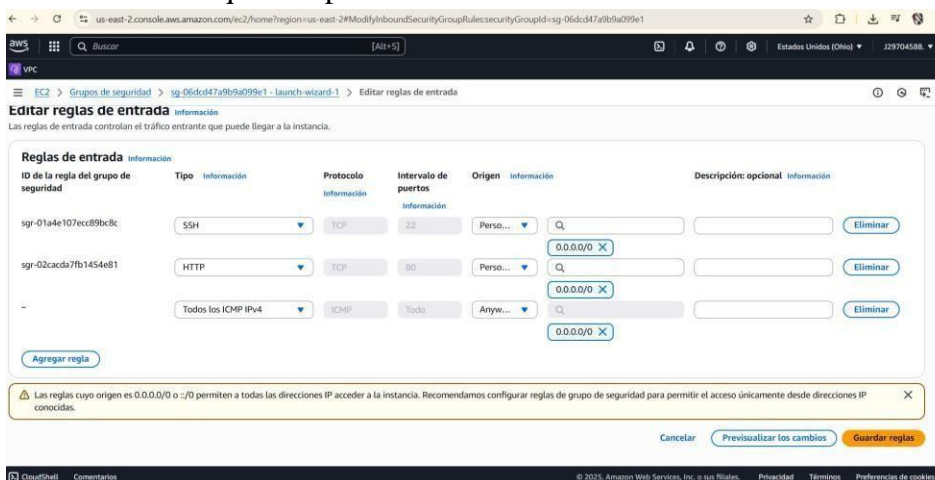 us-east-2.console.aws.amazon.com/ec2/home?region=us-east-2#ModifyInboundSecurityGroupRules:securityGroupId=sg-06dcd47a9b9a099e1
aws Buscar [Alt+S] Estados Unidos (Ohio) J29704588.
VPC
EC2 > Grupos de seguridad > sg-06dcd47a9b9a099e1 - launch-wizard-1 > Editar reglas de entrada
Editar reglas de entrada Información
Las reglas de entrada controlan el tráfico entrante que puede llegar a la instancia.
Reglas de entrada Información
ID de la regla del grupo de seguridad Tipo Información Protocolo Información Intervalo de puertos Información Origen Información Descripción: opcional Información
sgr-01a4e107ecc89bc8c SSH TCP 22 Perso... Eliminar
0.0.0.0/0 X
sgr-02cacda7fb1454e81 HTTP TCP 80 Perso... Eliminar
0.0.0.0/0 X
– Todos los ICMP IPv4 ICMP Todo Anyw... Eliminar
0.0.0.0/0 X
Agregar regla
Las reglas cuyo origen es 0.0.0.0/0 o ::/0 permiten a todas las direcciones IP acceder a la instancia. Recomendamos configurar reglas de grupo de seguridad para permitir el acceso únicamente desde direcciones IP
conocidas.
Cancelar Previsualizar los cambios Guardar reglas
CloudShell Comentarios © 2025, Amazon Web Services, Inc. o sus filiales. Privacidad Términos Preferencias de cookies